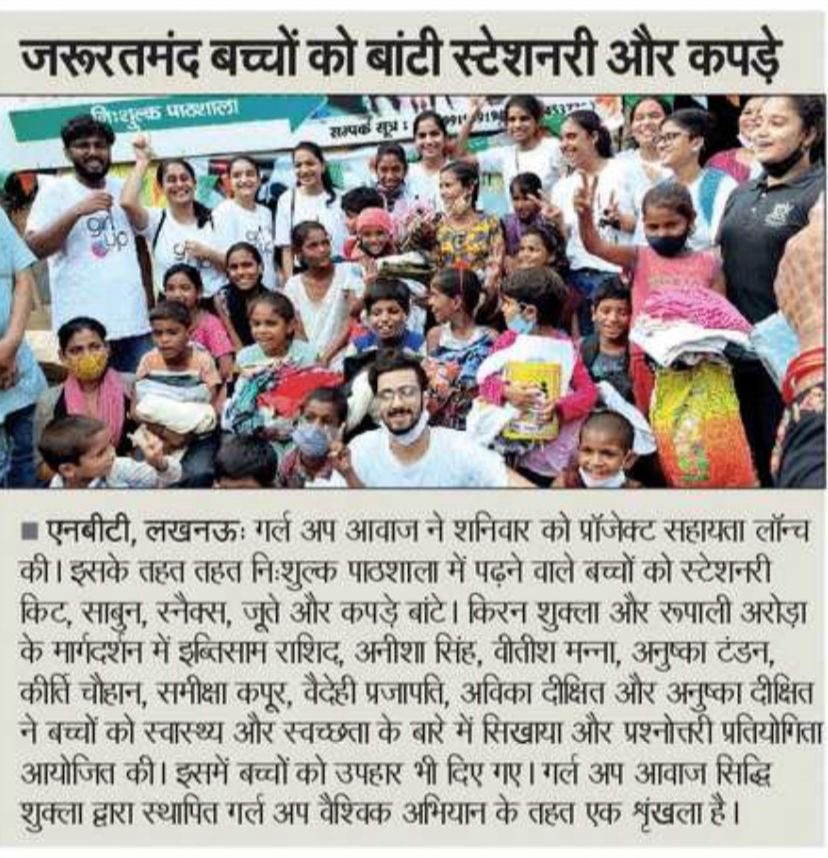 जरूरतमंद बच्चों को बांटी स्टेशनरी और कपड़े
निःशुल्क पाठशाला
सम्पर्क सूत्र :
girl up
■ एनबीटी, लखनऊः गर्ल अप आवाज ने शनिवार को प्रॉजेक्ट सहायता लॉन्च
की। इसके तहत तहत निःशुल्क पाठशाला में पढ़ने वाले बच्चों को स्टेशनरी
किट, साबुन, स्नैक्स, जूते और कपड़े बांटे। किरन शुक्ला और रूपाली अरोड़ा
के मार्गदर्शन में इब्तिसाम राशिद, अनीशा सिंह, वीतीश मन्ना, अनुष्का टंडन,
कीर्ति चौहान, समीक्षा कपूर, वैदेही प्रजापति, अविका दीक्षित और अनुष्का दीक्षित
ने बच्चों को स्वास्थ्य और स्वच्छता के बारे में सिखाया और प्रश्नोत्तरी प्रतियोगिता
आयोजित की। इसमें बच्चों को उपहार भी दिए गए। गर्ल अप आवाज सिद्धि
शुक्ला द्वारा स्थापित गर्ल अप वैश्विक अभियान के तहत एक श्रृंखला है।